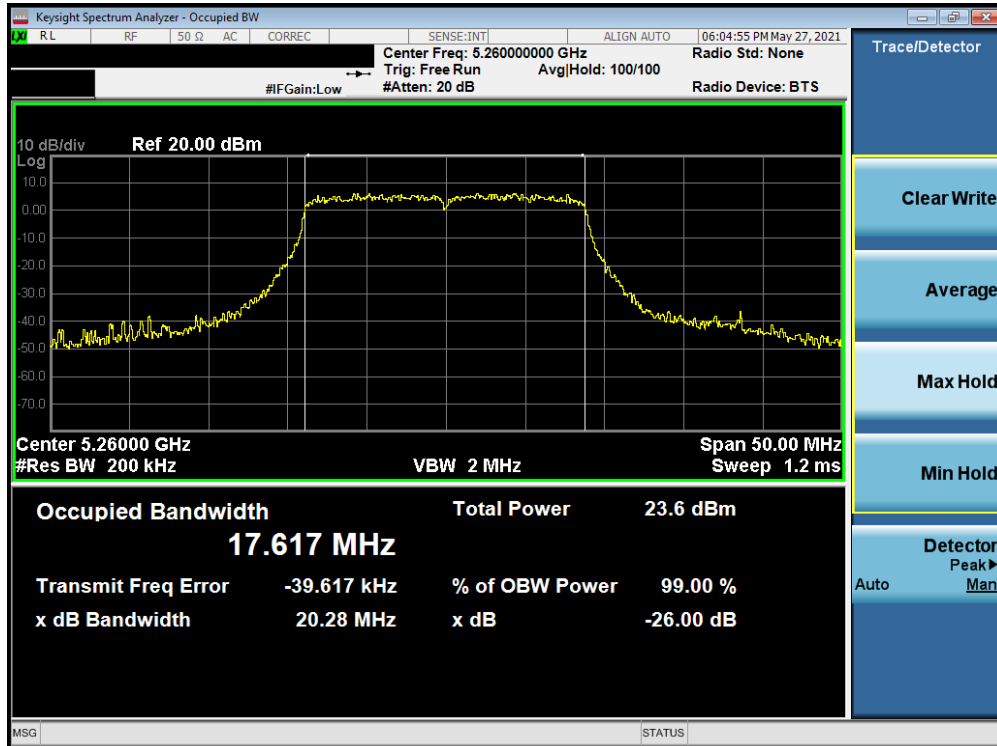 Keysight Spectrum Analyzer - Occupied BW
LXI RL RF 50 Ω AC CORREC SENSE:INT ALIGN AUTO 06:04:55 PM May 27, 2021
Center Freq: 5.260000000 GHz Radio Std: None
Trig: Free Run Avg|Hold: 100/100
#IFGain:Low #Atten: 20 dB Radio Device: BTS
10 dB/div Ref 20.00 dBm
Log
10.0
0.00
-10.0
-20.0
-30.0
-40.0
-50.0
-60.0
-70.0
Center 5.26000 GHz Span 50.00 MHz
#Res BW 200 kHz VBW 2 MHz Sweep 1.2 ms
Occupied Bandwidth Total Power 23.6 dBm
17.617 MHz
Transmit Freq Error -39.617 kHz % of OBW Power 99.00 %
x dB Bandwidth 20.28 MHz x dB -26.00 dB
MSG STATUS
Trace/Detector
Clear Write
Average
Max Hold
Min Hold
Detector
Peak▶
Auto Man